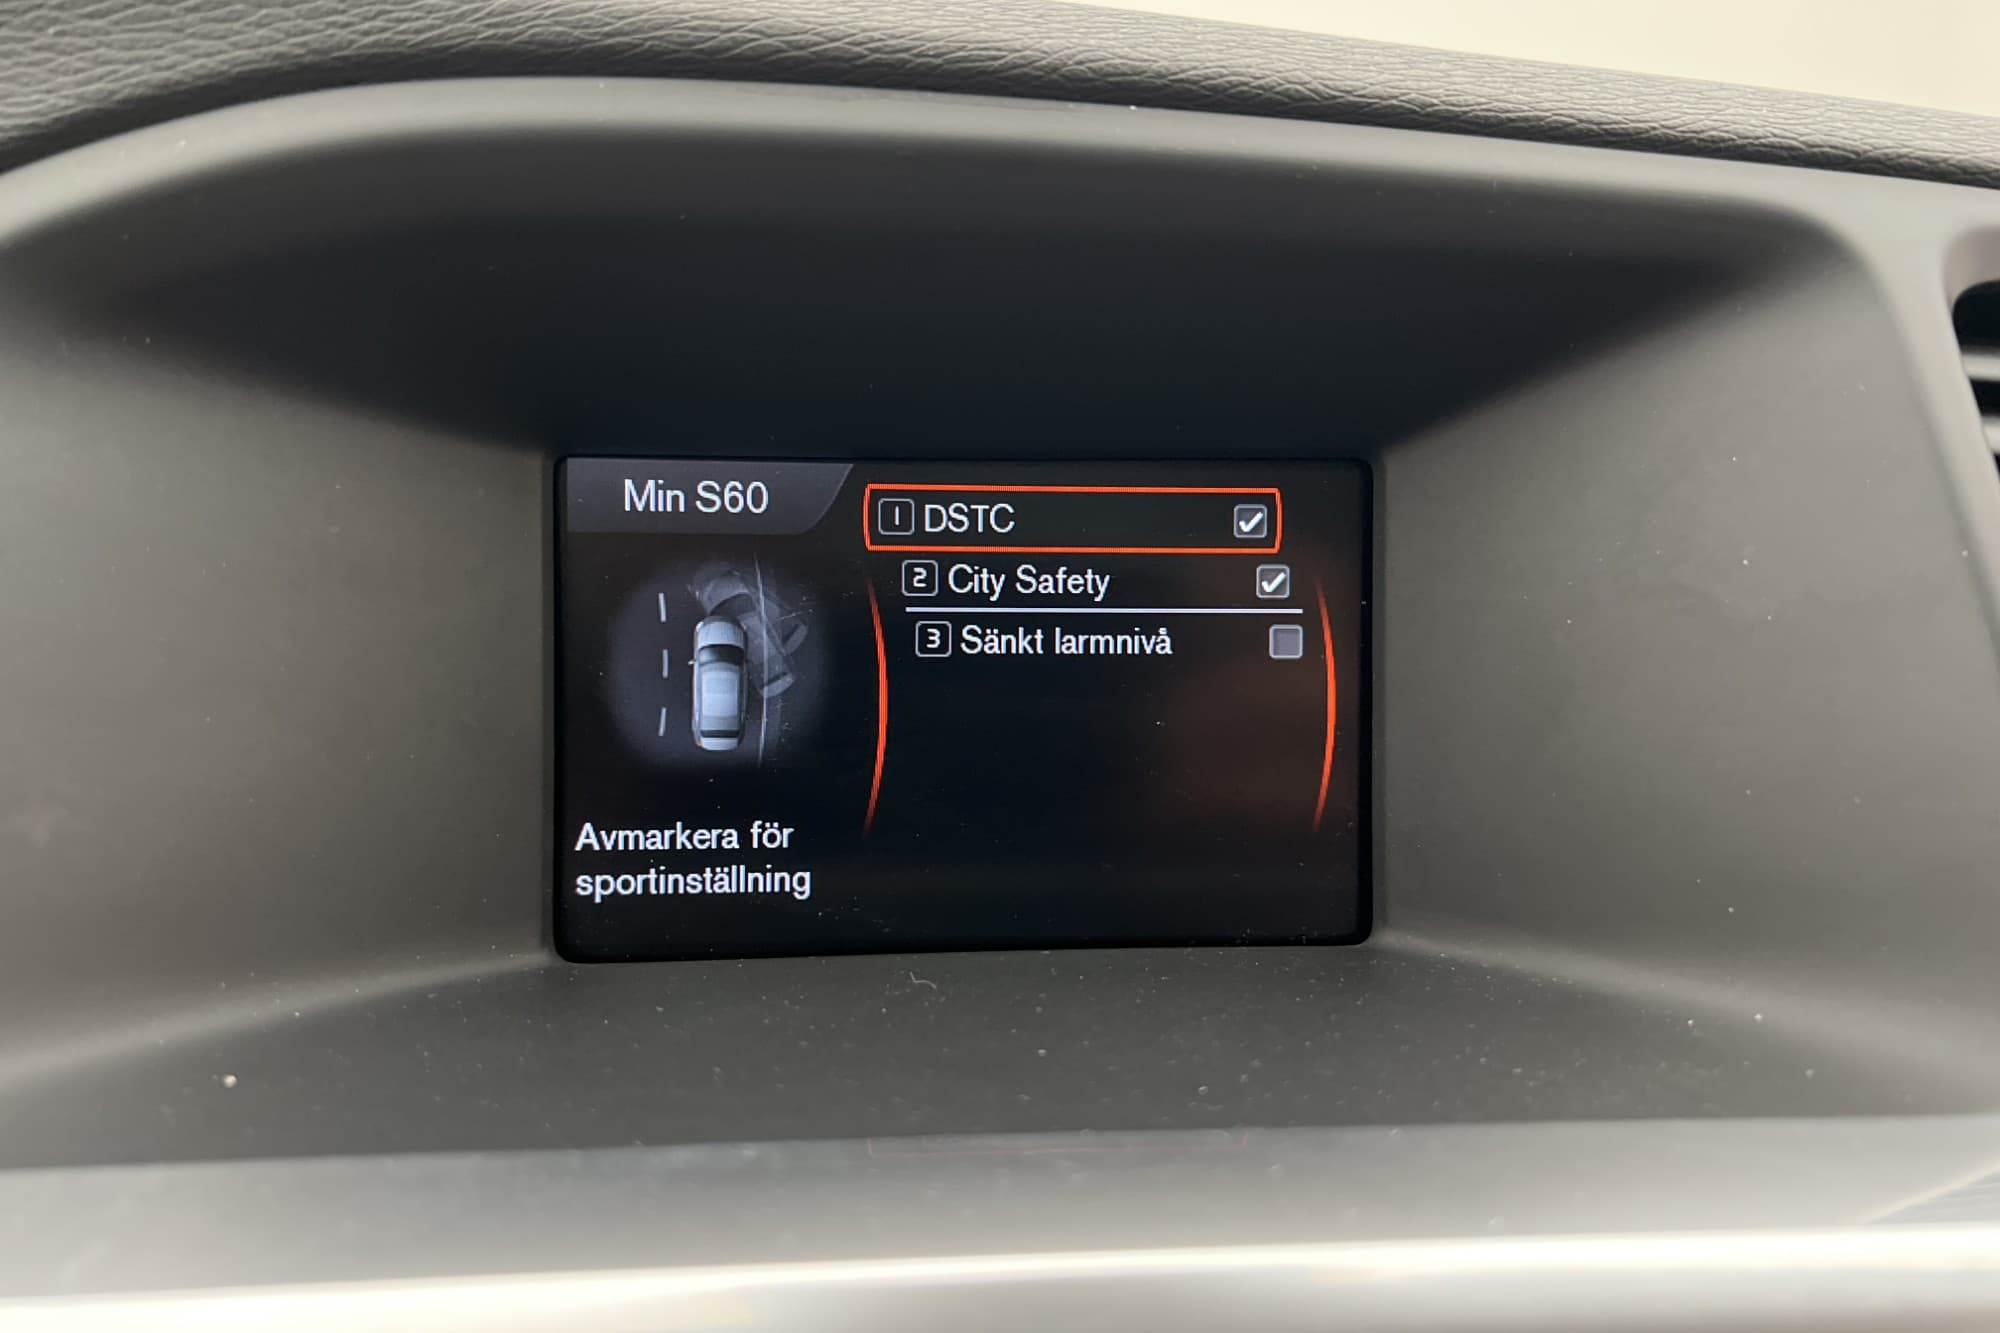 Min S60
1 DSTC
2 City Safety
3 Sänkt larmnivå
Avmarkera för
sportinställning